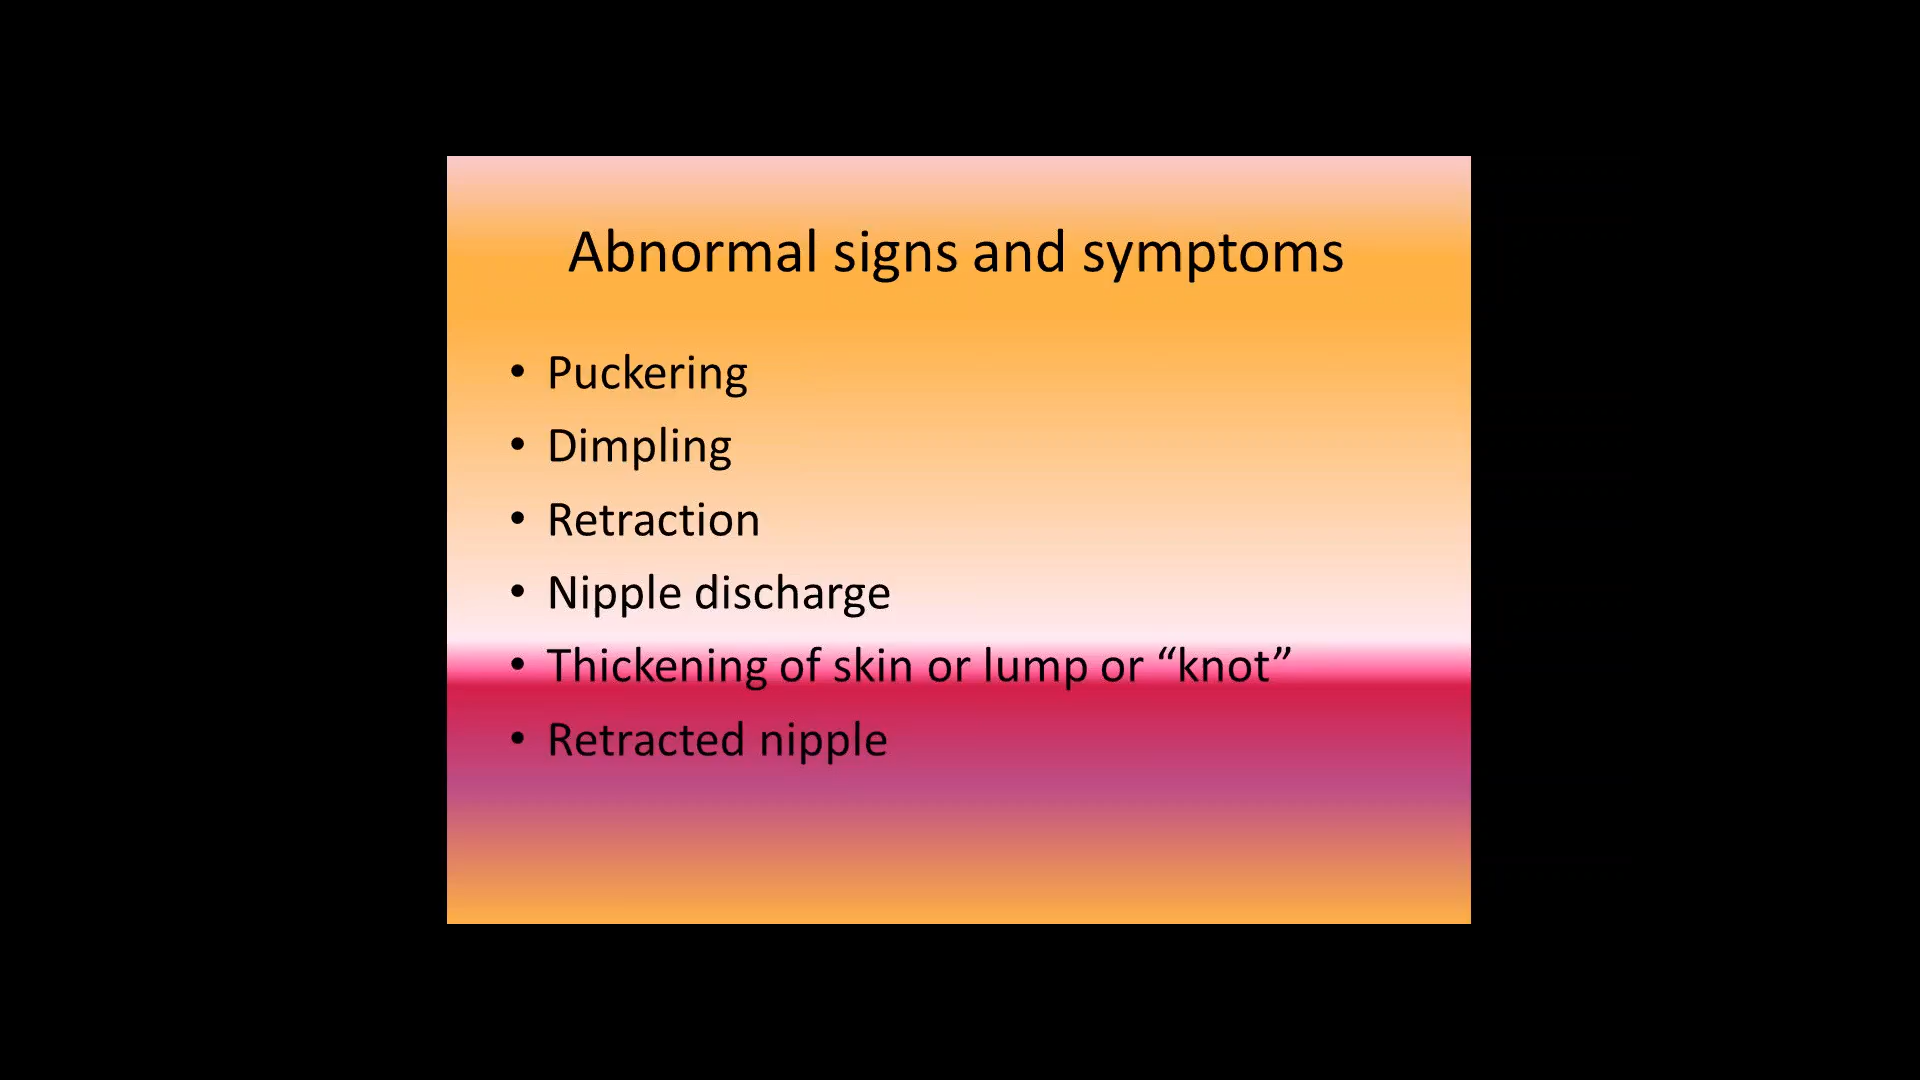 Abnormal signs and symptoms
• Puckering
• Dimpling
• Retraction
• Nipple discharge
• Thickening of skin or lump or “knot”
• Retracted nipple